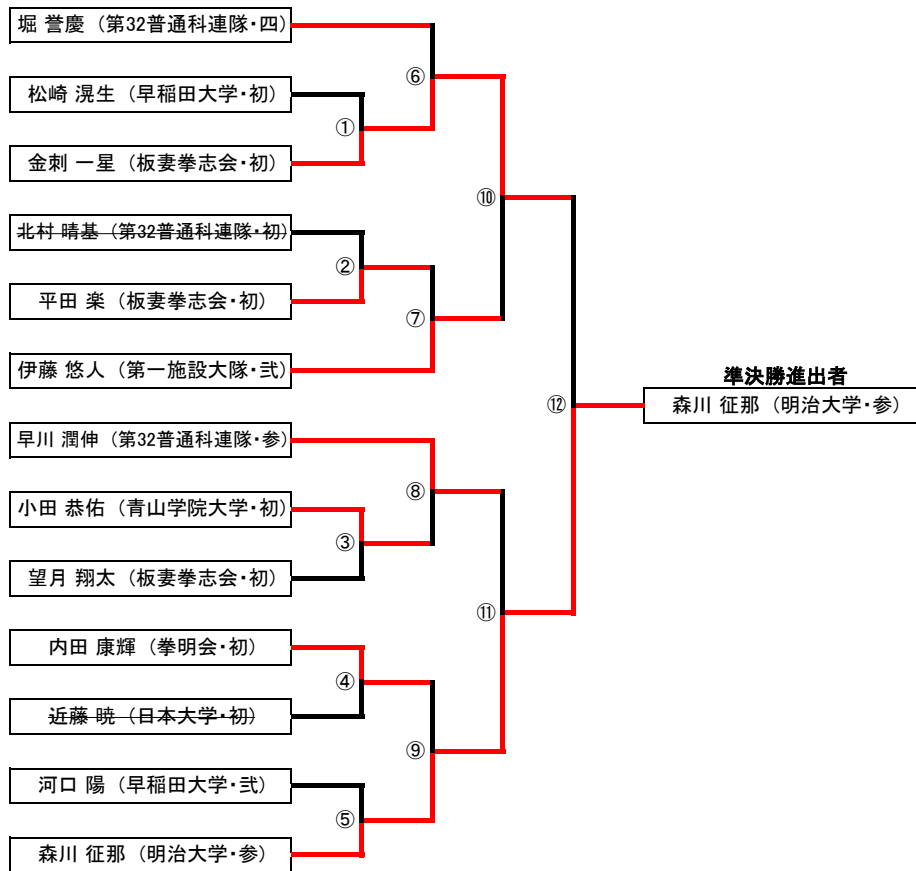 堀 誉慶（第32普通科連隊・四）
⑥
松崎 滉生（早稲田大学・初）
①
金刺 一星（板妻拳志会・初）
⑩
北村 晴基（第32普通科連隊・初）
②
平田 楽（板妻拳志会・初）
⑦
伊藤 悠人（第一施設大隊・弐）
準決勝進出者
⑫
森川 征那（明治大学・参）
早川 潤伸（第32普通科連隊・参）
⑧
小田 恭佑（青山学院大学・初）
③
望月 翔太（板妻拳志会・初）
⑪
内田 康輝（拳明会・初）
④
近藤 暁（日本大学・初）
⑨
河口 陽（早稲田大学・弐）
⑤
森川 征那（明治大学・参）